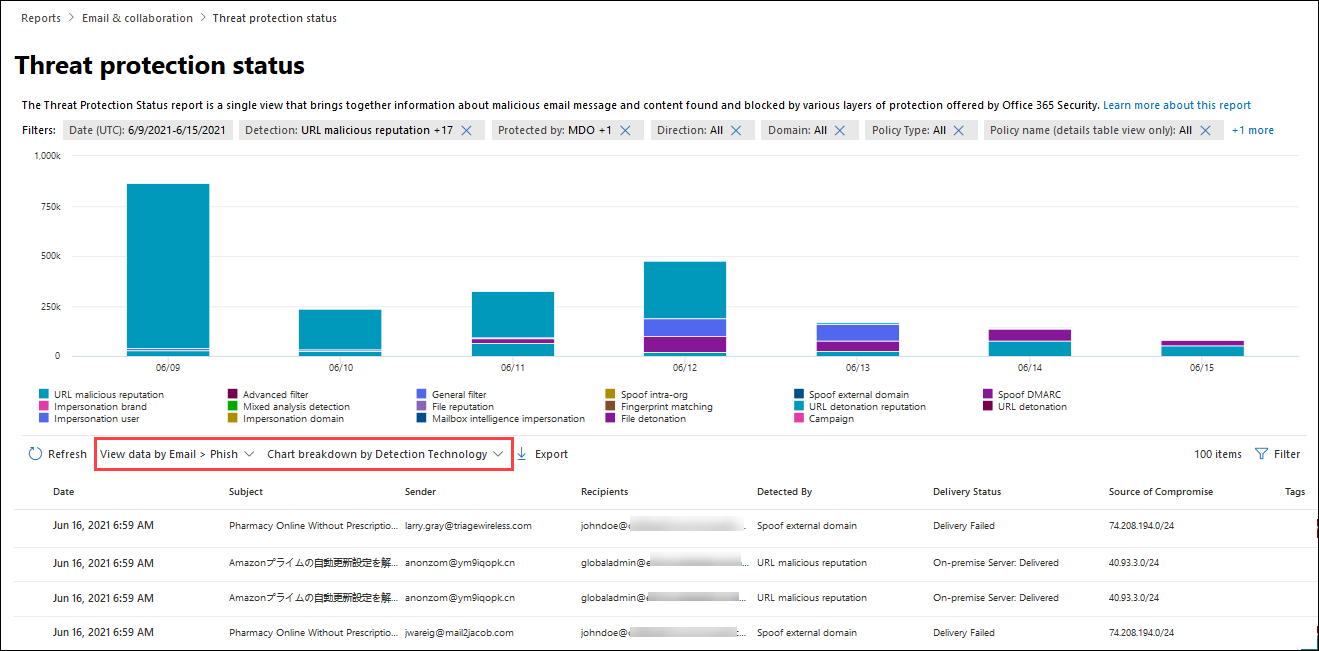 Reports > Email & collaboration > Threat protection status
Threat protection status
The Threat Protection Status report is a single view that brings together information about malicious email message and content found and blocked by various layers of protection offered by Office 365 Security. Learn more about this report
Filters: Date (UTC): 6/9/2021-6/15/2021 Detection: URL malicious reputation +17 Protected by: MDO +1 Direction: All Domain: All Policy Type: All Policy name (details table view only): All +1 more
1,000k
750k
500k
250k
0
06/09 06/10 06/11 06/12 06/13 06/14 06/15
URL malicious reputation Advanced filter General filter Spoof intra-org Spoof external domain Spoof DMARC
Impersonation brand Mixed analysis detection File reputation Fingerprint matching URL detonation reputation URL detonation
Impersonation user Impersonation domain Mailbox intelligence impersonation File detonation Campaign
Refresh View data by Email > Phish Chart breakdown by Detection Technology Export 100 items Filter
Date Subject Sender Recipients Detected By Delivery Status Source of Compromise Tags
Jun 16, 2021 6:59 AM Pharmacy Online Without Prescriptio... larry.gray@triagewireless.com johndoe@ Spoof external domain Delivery Failed 74.208.194.0/24
Jun 16, 2021 6:59 AM Amazonプライムの自動更新設定を解... anonzom@ym9iqopk.cn globaladmin@e ... URL malicious reputation On-premise Server: Delivered 40.93.3.0/24
Jun 16, 2021 6:59 AM Amazonプライムの自動更新設定を解... anonzom@ym9iqopk.cn globaladmin@ ... URL malicious reputation On-premise Server: Delivered 40.93.3.0/24
Jun 16, 2021 6:59 AM Pharmacy Online Without Prescriptio... jwareig@mail2jacob.com johndoe@ Spoof external domain Delivery Failed 74.208.194.0/24